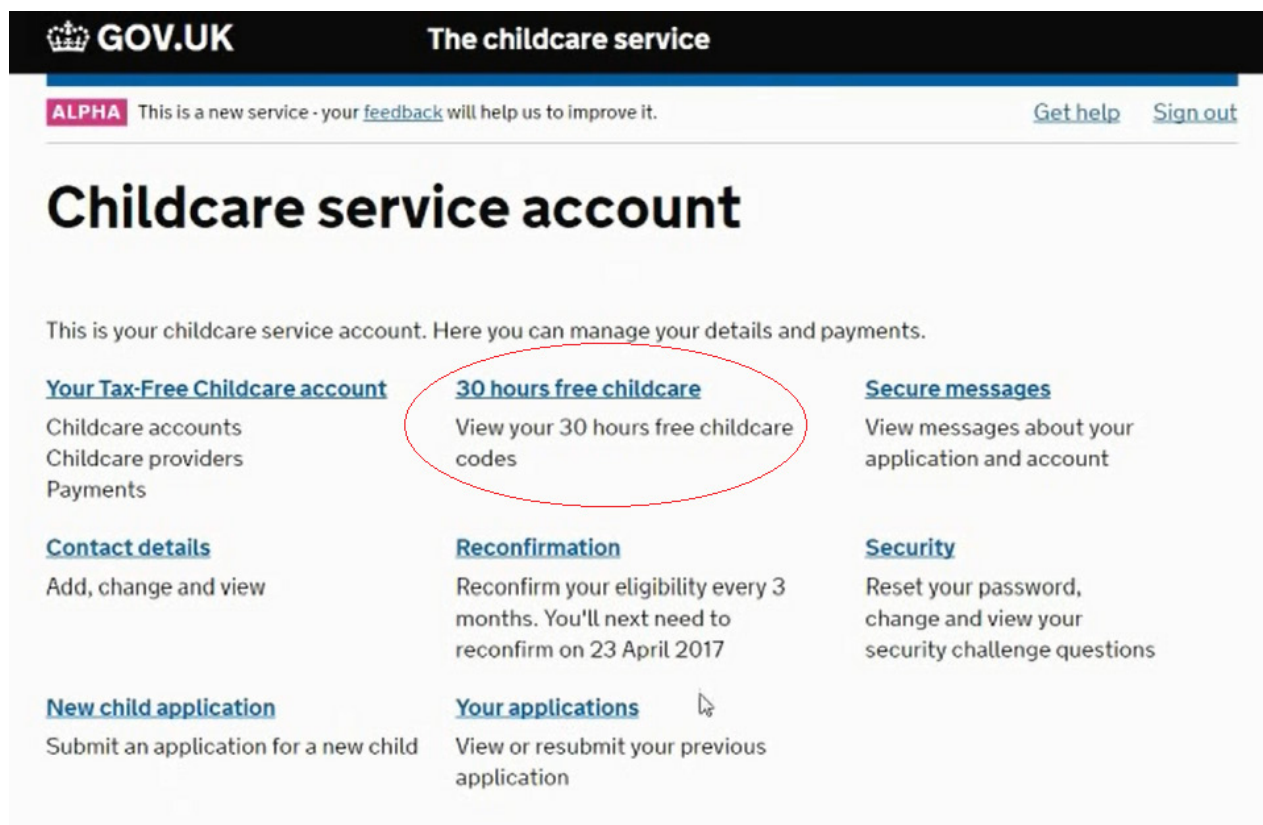 GOV.UK The childcare service
ALPHA This is a new service - your feedback will help us to improve it. Get help Sign out
Childcare service account
This is your childcare service account. Here you can manage your details and payments.
Your Tax-Free Childcare account
Childcare accounts
Childcare providers
Payments
30 hours free childcare
View your 30 hours free childcare
codes
Secure messages
View messages about your
application and account
Contact details
Add, change and view
Reconfirmation
Reconfirm your eligibility every 3
months. You'll next need to
reconfirm on 23 April 2017
Security
Reset your password,
change and view your
security challenge questions
New child application
Submit an application for a new child
Your applications
View or resubmit your previous
application